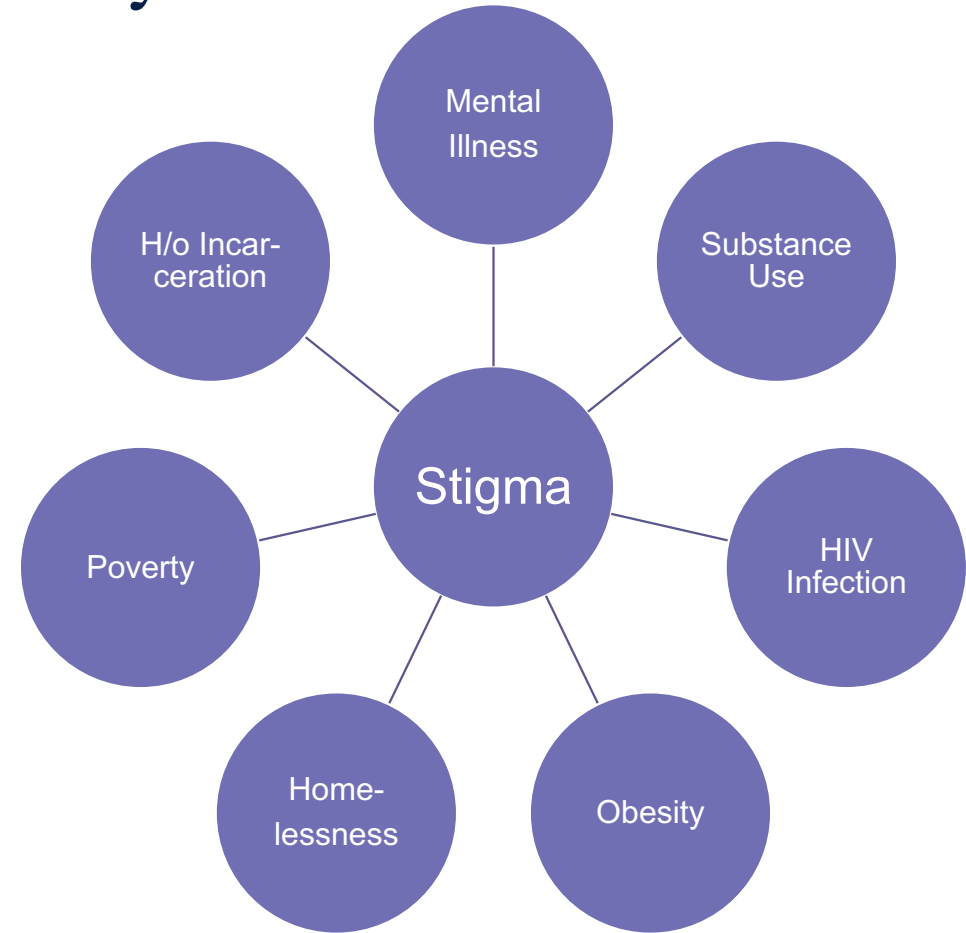 Mental
Illness
Substance
Use
HIV
Infection
Obesity
Home-
lessness
Poverty
H/o Incar-
ceration
Stigma